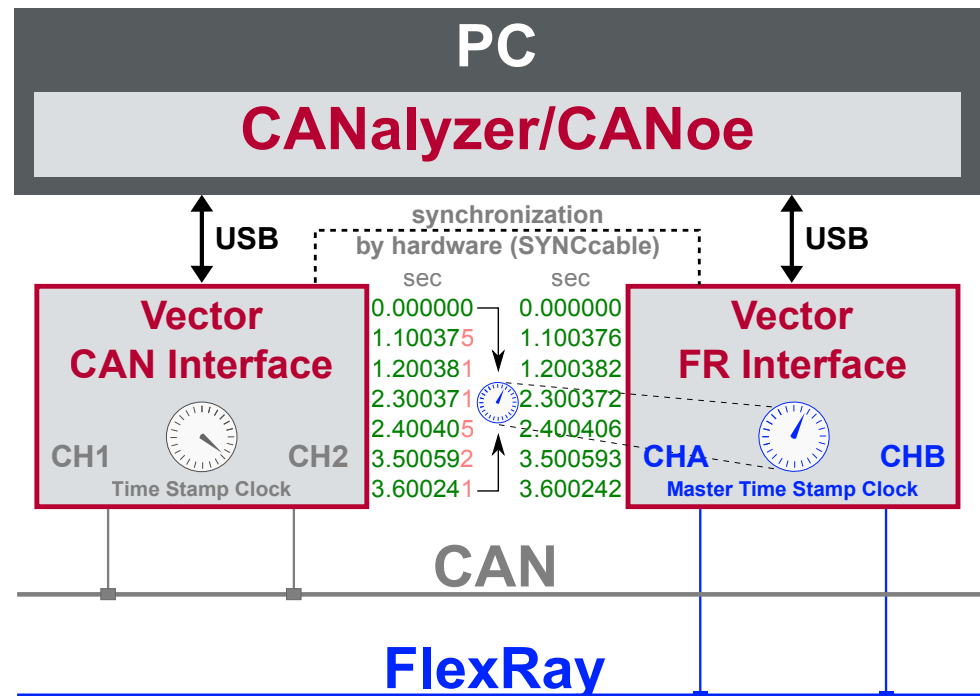 PC
CANalyzer/CANoe
USB
synchronization
by hardware (SYNCcable)
USB
sec
sec
Vector
CAN Interface
CH1
CH2
Time Stamp Clock
0.000000
1.100375
1.200381
2.300371
2.400405
3.500592
3.600241
0.000000
1.100376
1.200382
2.300372
2.400406
3.500593
3.600242
Vector
FR Interface
CHA
CHB
Master Time Stamp Clock
CAN
FlexRay